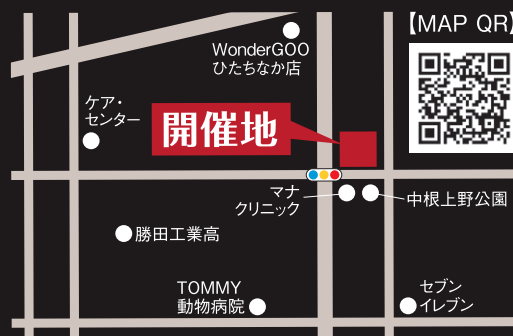 【MAP QR】
WonderGOO
ひたちなか店
ケア・
センター
開催地
マナ
クリニック
中根上野公園
勝田工業高
TOMMY
動物病院
セブン
イレブン